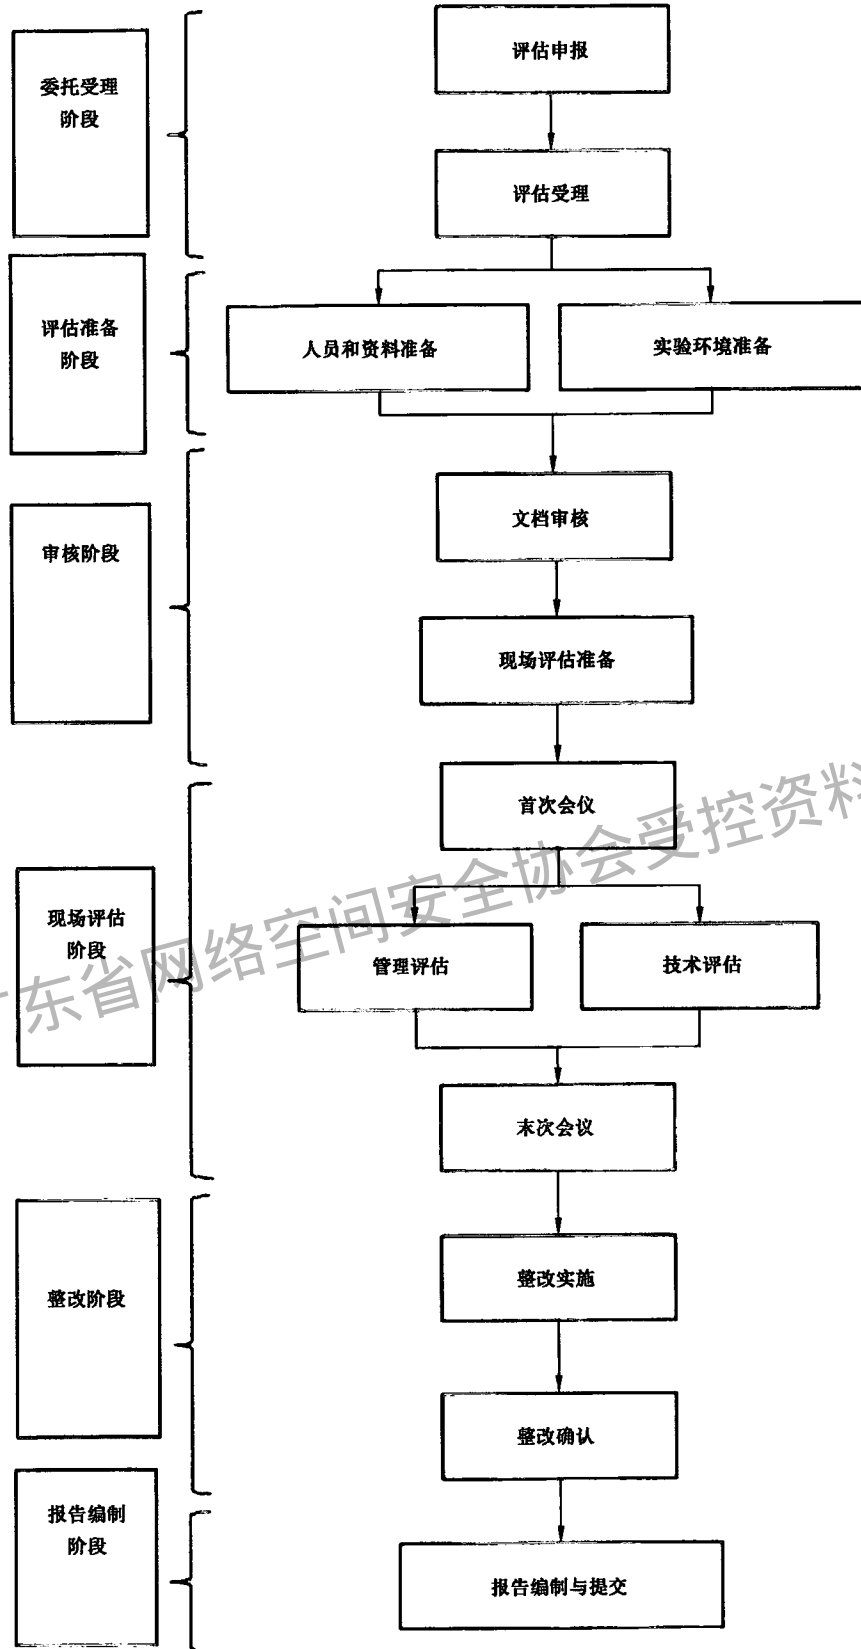 委托受理
阶段
评估申报
评估受理
评估准备
阶段
人员和资料准备
实验环境准备
审核阶段
文档审核
现场评估准备
现场评估
阶段
首次会仪
管理评估
技术评估
末次会议
整改阶段
整改实施
整改确认
报告编制
阶段
报告编制与提交
东省网络空间安全协会受控资料